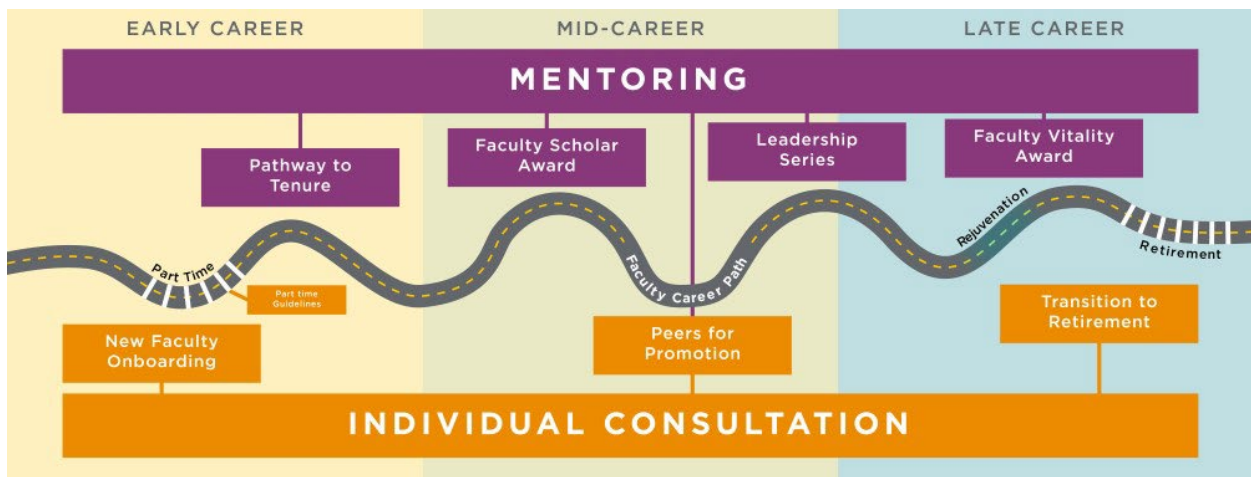 EARLY CAREER
MID-CAREER
LATE CAREER
MENTORING
Pathway to
Tenure
Faculty Scholar
Award
Leadership
Series
Faculty Vitality
Award
Part Time
Part time
Guidelines
Faculty Career Path
Rejuvenation
Retirement
New Faculty
Onboarding
Peers for
Promotion
Transition to
Retirement
INDIVIDUAL CONSULTATION